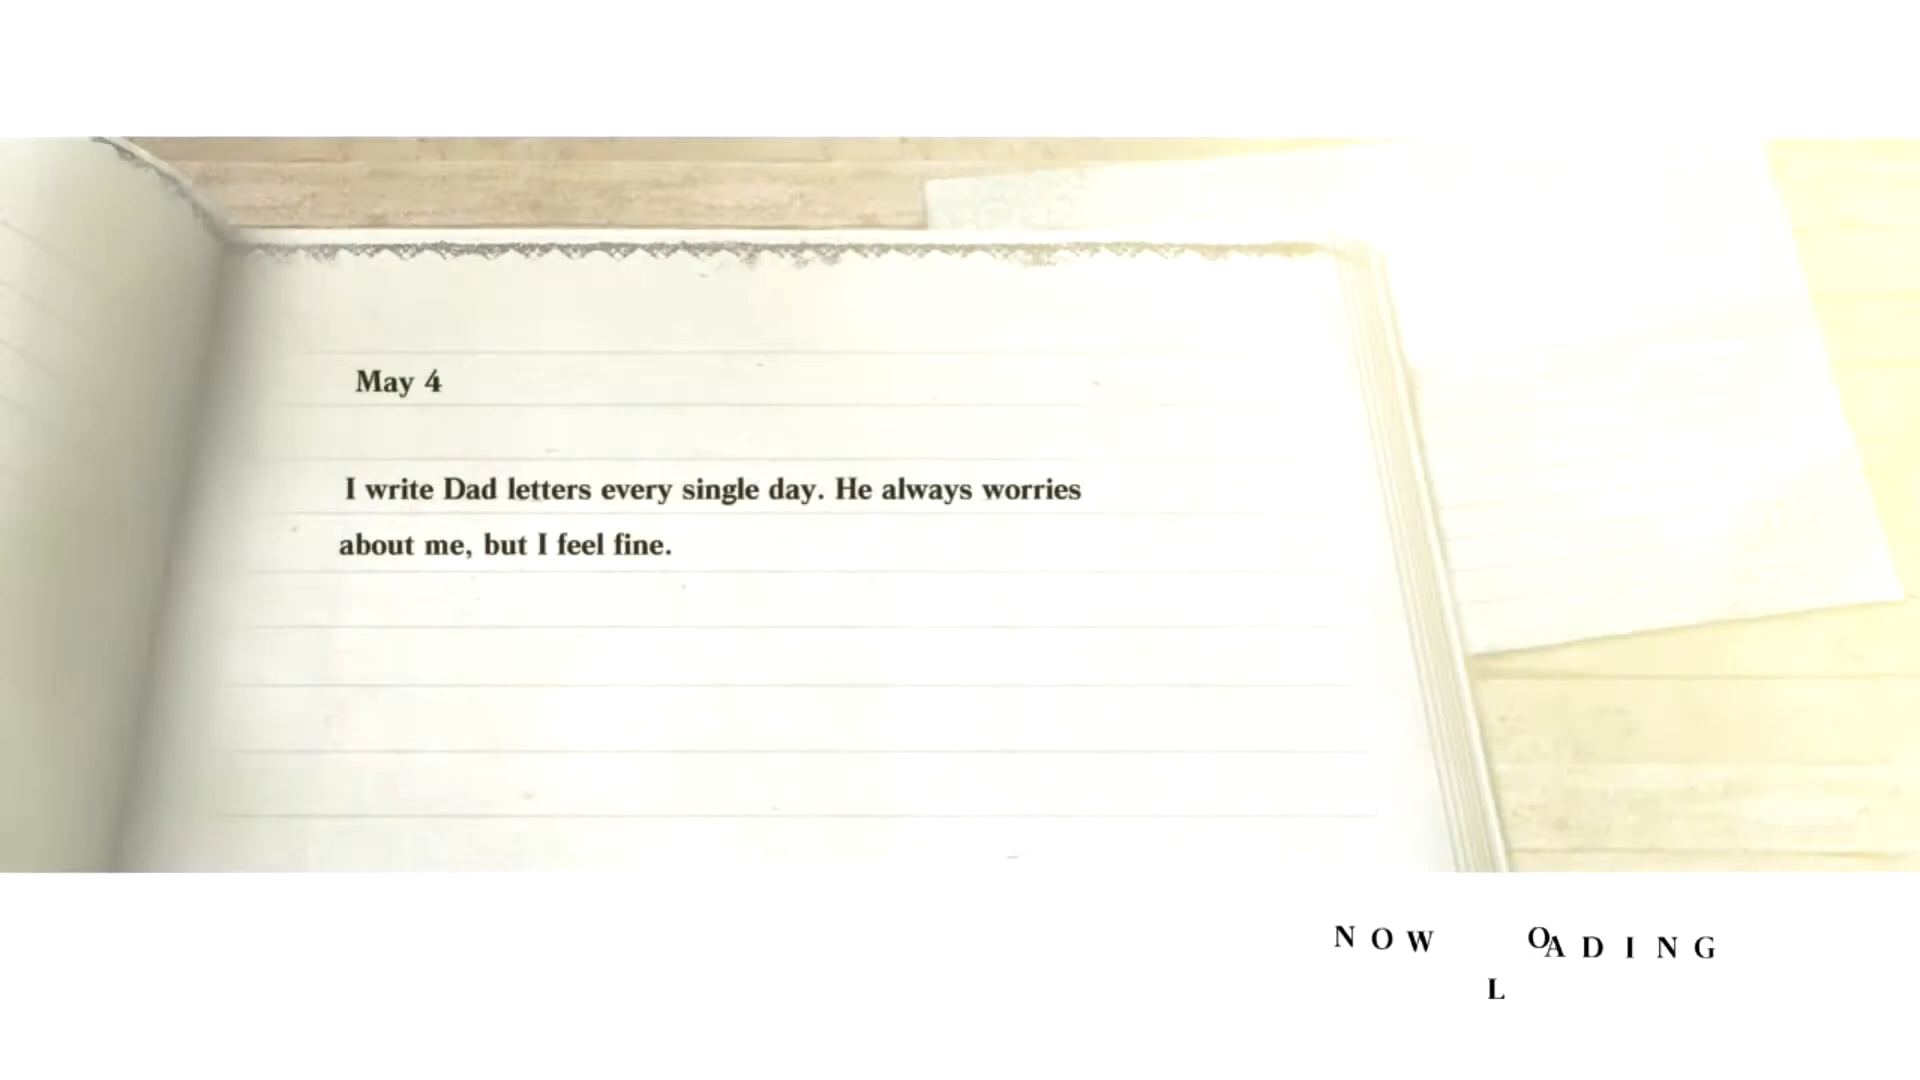 May 4
I write Dad letters every single day. He always worries
about me, but I feel fine.
NOW LOADING